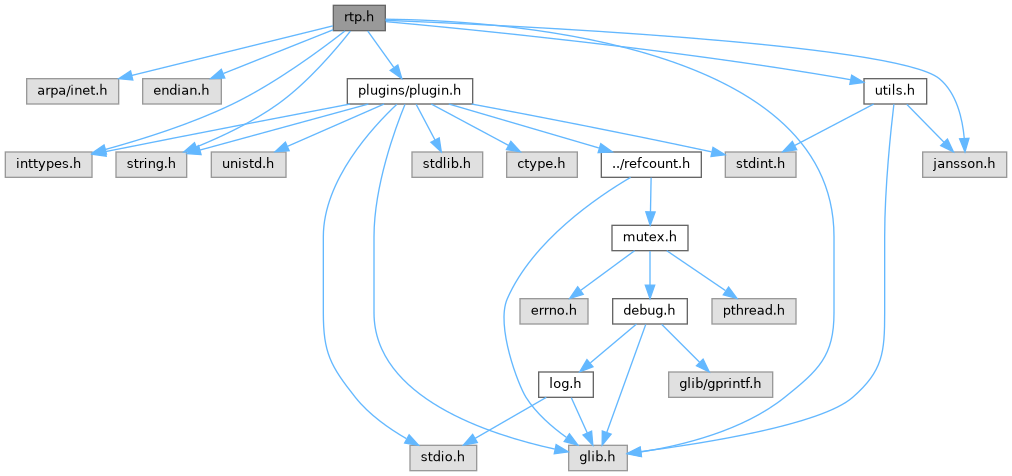 rtp.h
arpa/inet.h
endian.h
plugins/plugin.h
utils.h
inttypes.h
string.h
unistd.h
stdlib.h
ctype.h
../refcount.h
stdint.h
jansson.h
mutex.h
errno.h
debug.h
pthread.h
log.h
glib/gprintf.h
stdio.h
glib.h